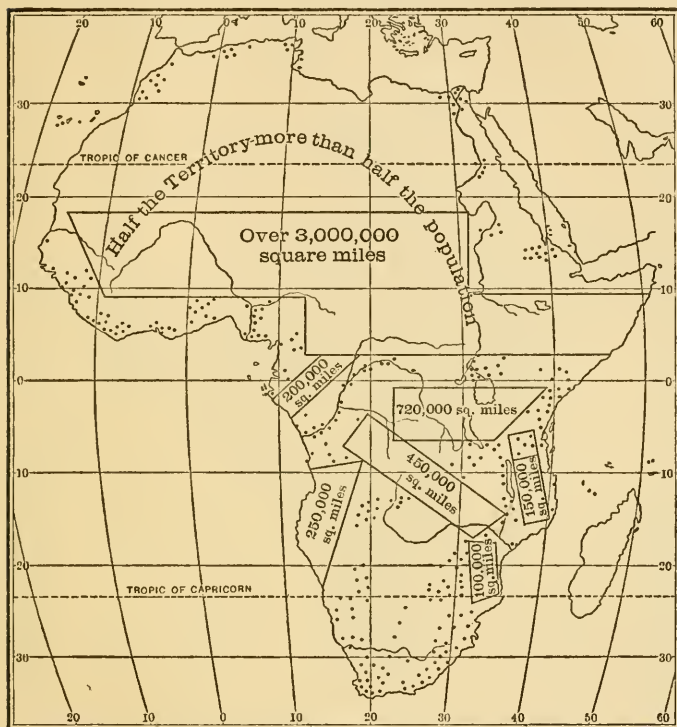 20 10 0 10 20 30 40 50 60
30 30
TROPIC OF CANCER
Half the Territory-more than half the population
Over 3,000,000
square miles
10 10
200,000
sq. miles
0 0
720,000 sq. miles
450,000
sq. miles
150,000
sq. miles
10 10
250,000
sq. miles
100,000
sq. miles
20 20
TROPIC OF CAPRICORN
30 30
20 10 0 10 20 30 40 50 60